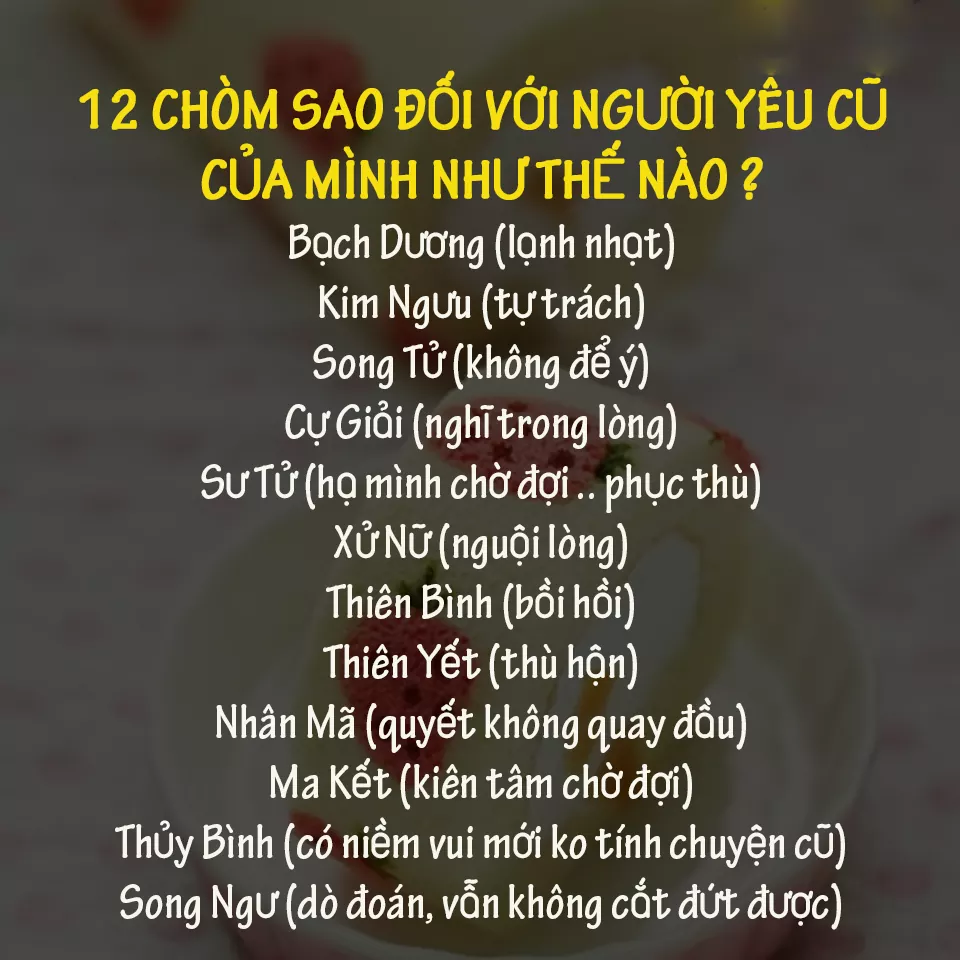 12 CHÒM SAO ĐỐI VỚI NGƯỜI YÊU CŨ
CỦA MÌNH NHƯ THẾ NÀO ?
Bạch Dương (lạnh nhạt)
Kim Ngưu (tự trách)
Song Tử (không để ý)
Cự Giải (nghĩ trong lòng)
Sư Tử (hạ mình chờ đợi .. phục thù)
Xử Nữ (nguội lòng)
Thiên Bình (bồi hồi)
Thiên Yết (thù hận)
Nhân Mã (quyết không quay đầu)
Ma Kết (kiên tâm chờ đợi)
Thủy Bình (có niềm vui mới ko tính chuyện cũ)
Song Ngư (dò đoán, vẫn không cắt đứt được)